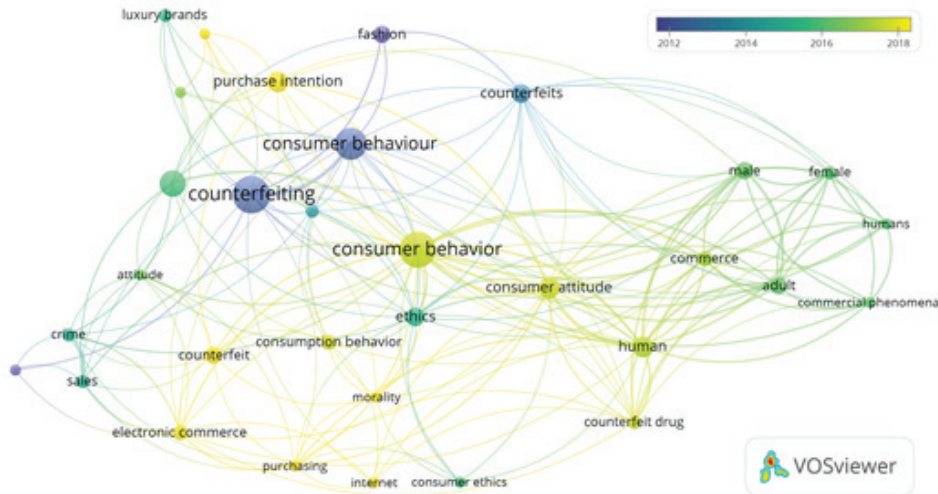 luxury brands
2012 2014 2016 2018
fashion
purchase intention
counterfeits
consumer behaviour
male
female
counterfeiting
humans
consumer behavior
commerce
attitude
consumer attitude
adult
commercial phenomena
ethics
crime
consumption behavior
human
counterfeit
sales
morality
counterfeit drug
electronic commerce
purchasing
internet
consumer ethics
VOSviewer